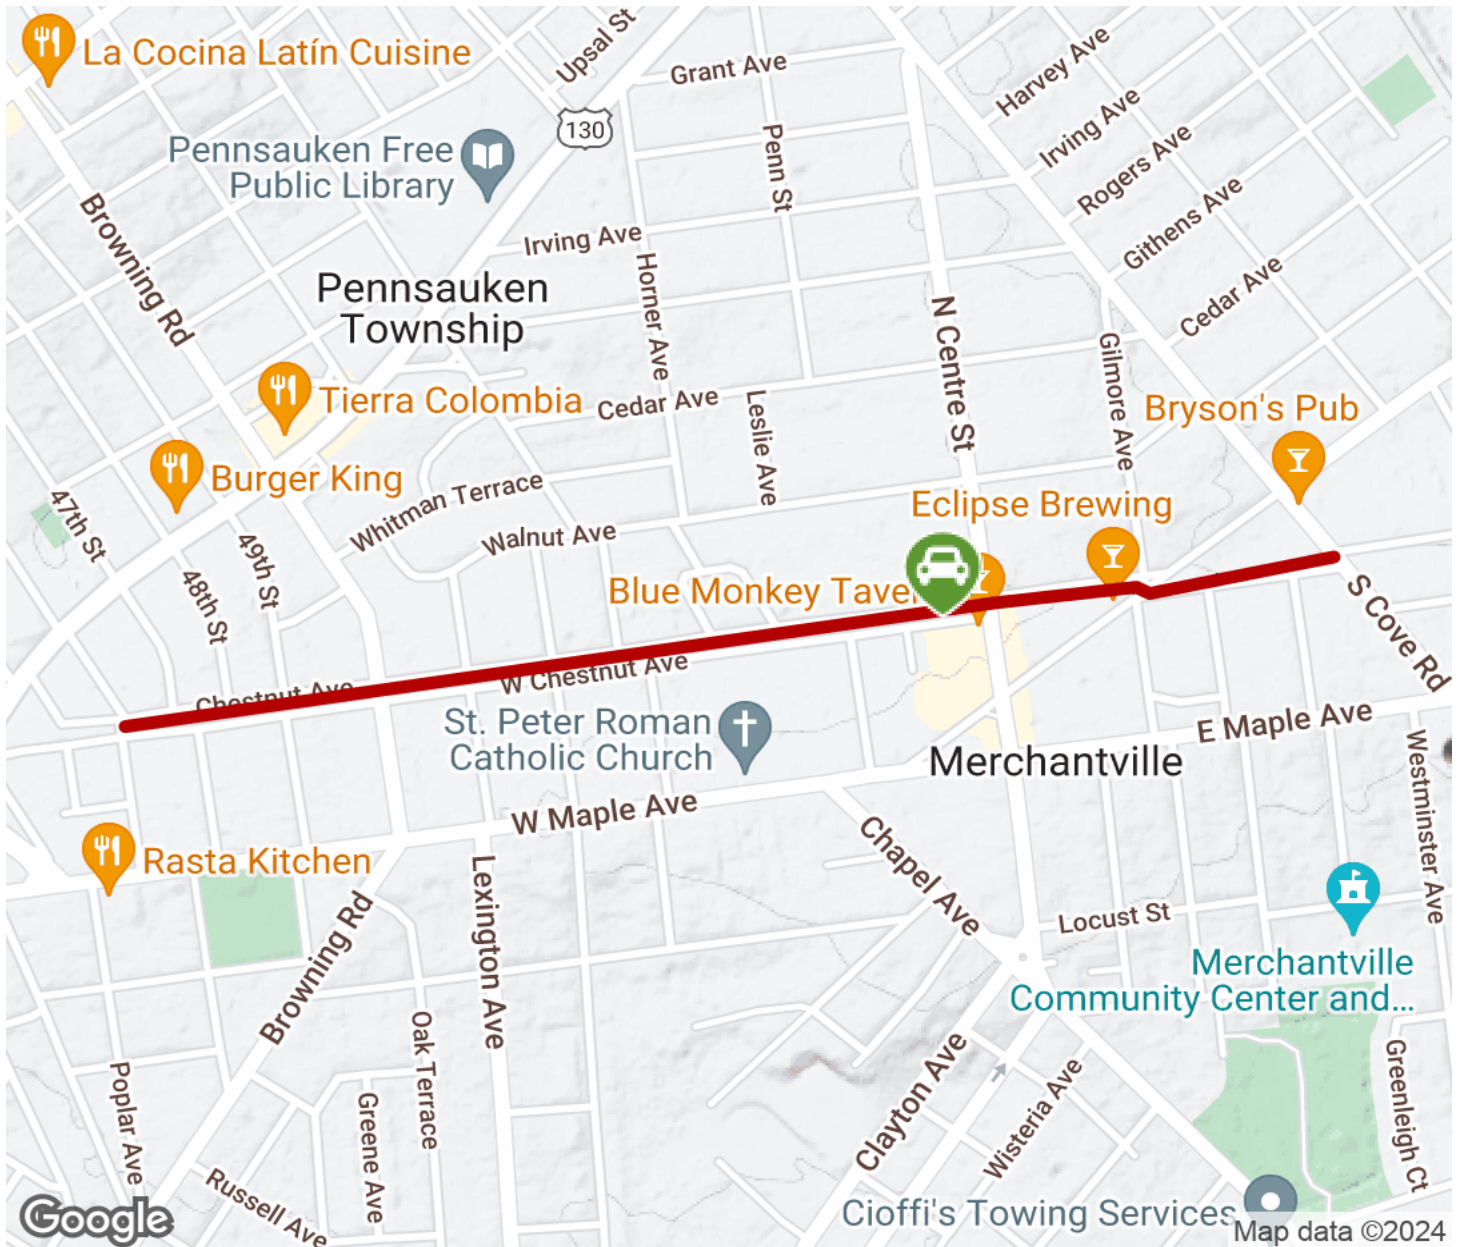 La Cocina Latín Cuisine
Upsal St
Grant Ave
Harvey Ave
130
Irving Ave
Pennsauken Free
Public Library
Penn St
Rogers Ave
Browning Rd
Githens Ave
Irving Ave
Horner Ave
Cedar Ave
Pennsauken
Township
N Centre St
Gilmore Ave
Tierra Colombia
Cedar Ave
Leslie Ave
Bryson's Pub
Burger King
Whitman Terrace
Eclipse Brewing
47th St
49th St
Walnut Ave
48th St
Blue Monkey Taver
S Cove Rd
W Chestnut Ave
Chestnut Ave
St. Peter Roman
Catholic Church
E Maple Ave
Merchantville
Westminster Ave
W Maple Ave
Chapel Ave
Rasta Kitchen
Lexington Ave
Locust St
Browning Rd
Merchantville
Community Center and...
Oak Terrace
Clayton Ave
Greenleigh Ct
Poplar Ave
Greene Ave
Wisteria Ave
Russell Ave
Cioffi's Towing Services
Google
Map data ©2024